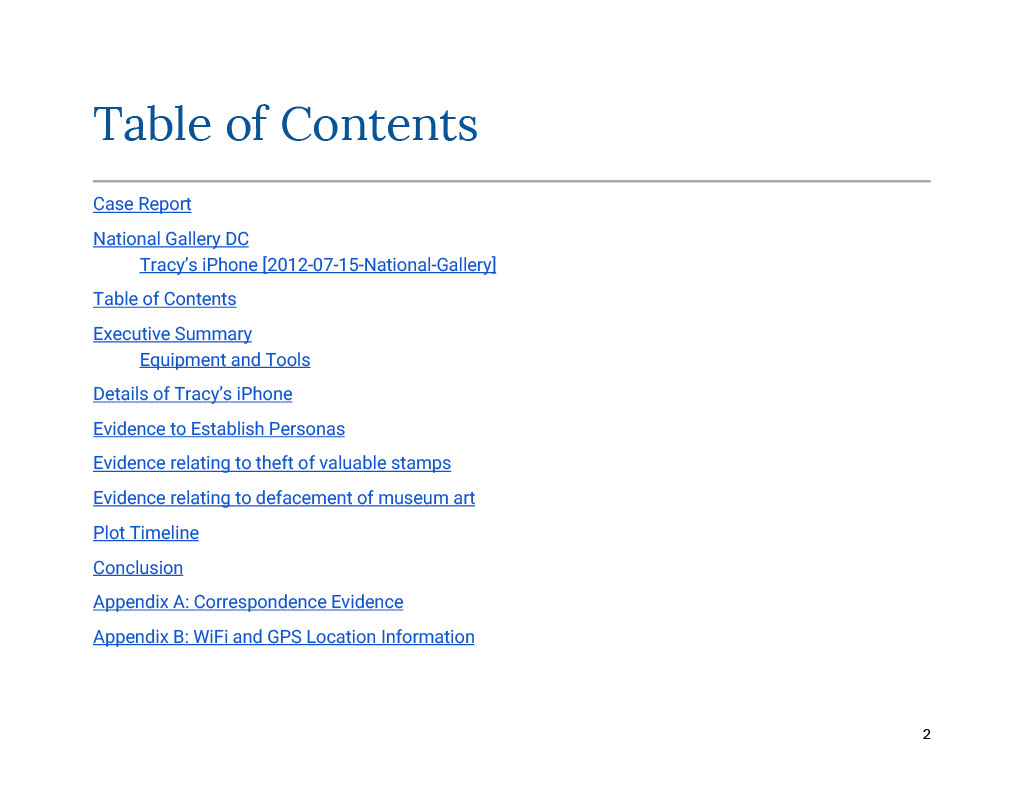 Table of Contents
Case Report
National Gallery DC
Tracy’s iPhone [2012-07-15-National-Gallery]
Table of Contents
Executive Summary
Equipment and Tools
Details of Tracy’s iPhone
Evidence to Establish Personas
Evidence relating to theft of valuable stamps
Evidence relating to defacement of museum art
Plot Timeline
Conclusion
Appendix A: Correspondence Evidence
Appendix B: WiFi and GPS Location Information
2